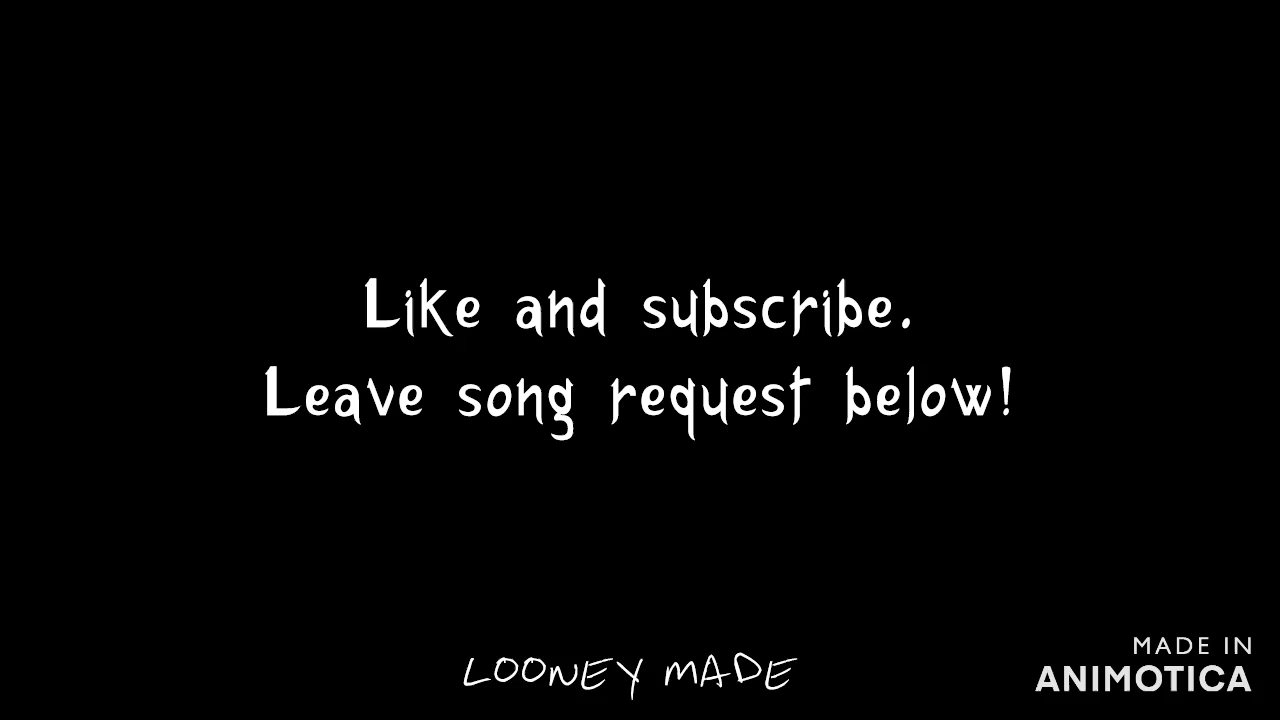 Like and subscribe.
Leave song request below!
LOONEY MADE
MADE IN
ANIMOTICA